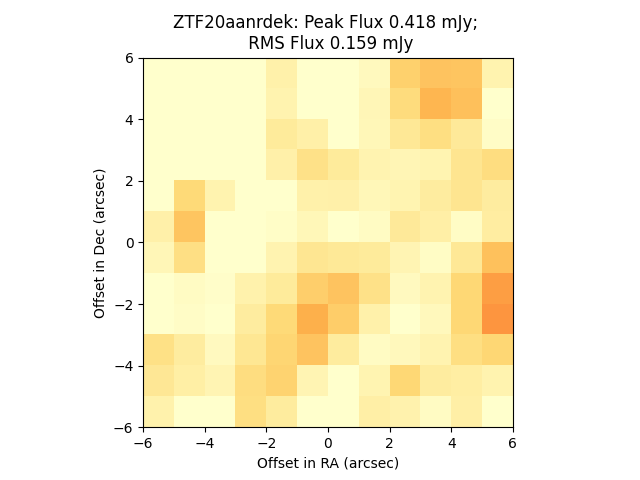 ZTF20aanrdek: Peak Flux 0.418 mJy;
RMS Flux 0.159 mJy
6
4
2
0
−2
−4
−6
Offset in Dec (arcsec)
−6 −4 −2 0 2 4 6
Offset in RA (arcsec)